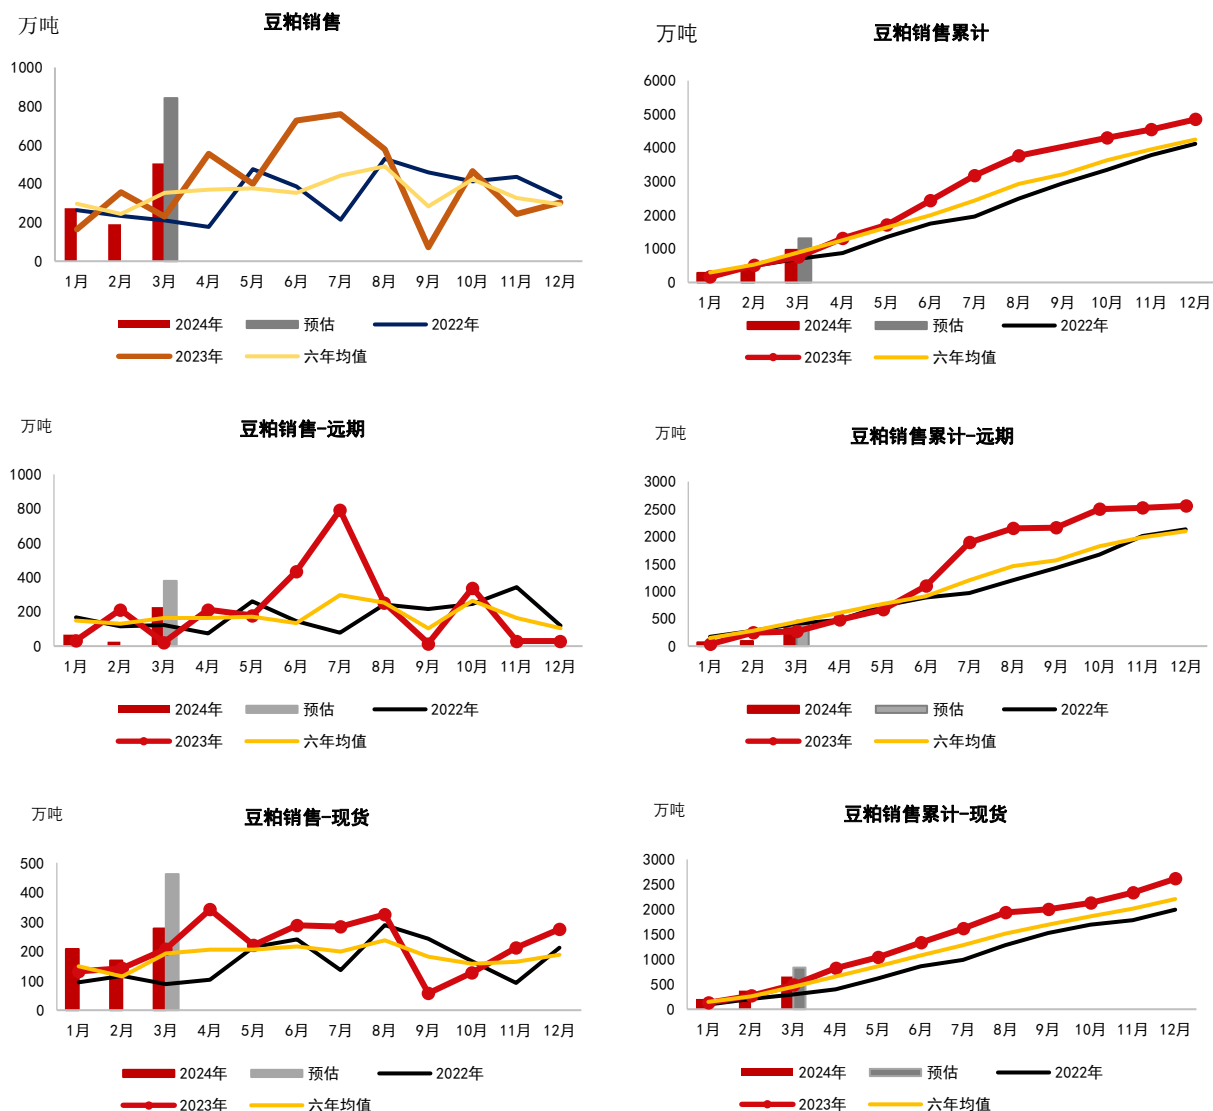 万吨
豆粕销售
1000
800
600
400
200
0
1月 2月 3月 4月 5月 6月 7月 8月 9月 10月 11月 12月
2024年 预估 2022年
2023年 六年均值
万吨
豆粕销售累计
6000
5000
4000
3000
2000
1000
0
1月 2月 3月 4月 5月 6月 7月 8月 9月 10月 11月 12月
2024年 预估 2022年
2023年 六年均值
万吨
豆粕销售-远期
1000
800
600
400
200
0
1月 2月 3月 4月 5月 6月 7月 8月 9月 10月 11月 12月
2024年 预估 2022年
2023年 六年均值
万吨
豆粕销售累计-远期
3000
2500
2000
1500
1000
500
0
1月 2月 3月 4月 5月 6月 7月 8月 9月 10月 11月 12月
2024年 预估 2022年
2023年 六年均值
万吨
豆粕销售-现货
500
400
300
200
100
0
1月 2月 3月 4月 5月 6月 7月 8月 9月 10月 11月 12月
2024年 预估 2022年
2023年 六年均值
万吨
豆粕销售累计-现货
3000
2500
2000
1500
1000
500
0
1月 2月 3月 4月 5月 6月 7月 8月 9月 10月 11月 12月
2024年 预估 2022年
2023年 六年均值